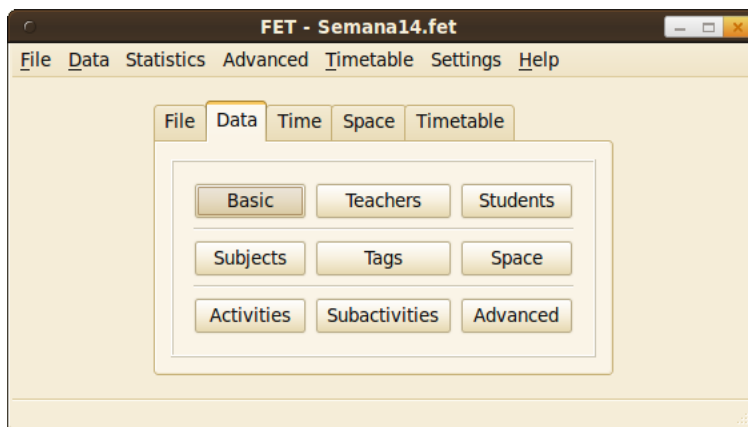 FET - Semana14.fet
File Data Statistics Advanced Timetable Settings Help
File Data Time Space Timetable
Basic Teachers Students
Subjects Tags Space
Activities Subactivities Advanced